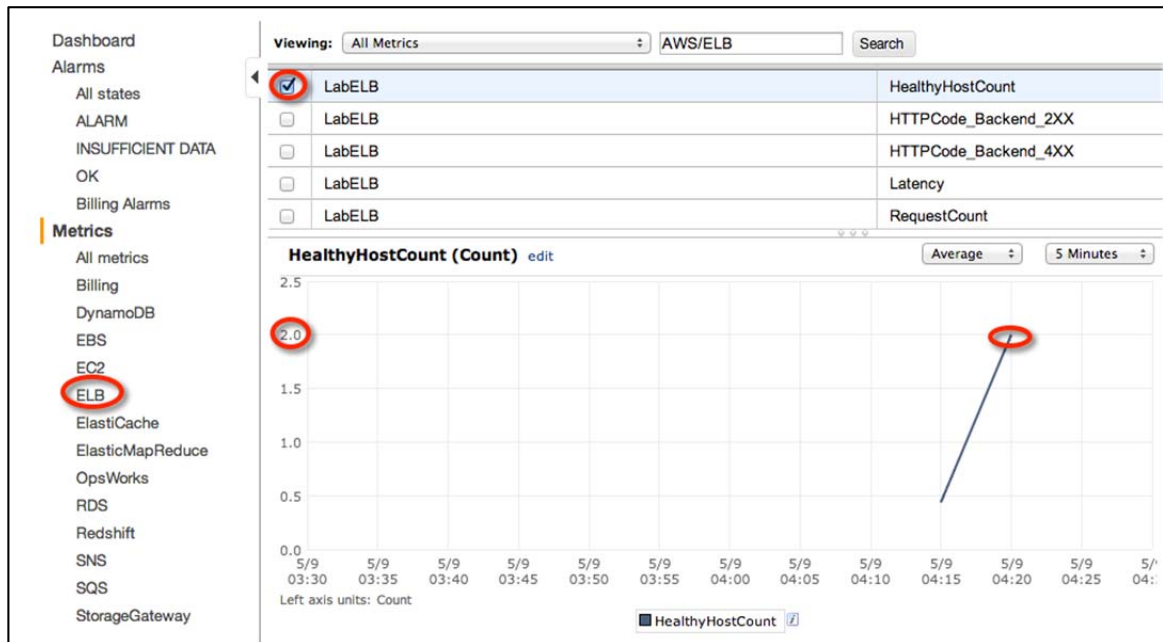 Dashboard
Alarms
All states
ALARM
INSUFFICIENT DATA
OK
Billing Alarms
Metrics
All metrics
Billing
DynamoDB
EBS
EC2
ELB
ElastiCache
ElasticMapReduce
OpsWorks
RDS
Redshift
SNS
SQS
StorageGateway
Viewing: All Metrics AWS/ELB Search
LabELB HealthyHostCount
LabELB HTTPCode_Backend_2XX
LabELB HTTPCode_Backend_4XX
LabELB Latency
LabELB RequestCount
HealthyHostCount (Count) edit Average 5 Minutes
2.5
2.0
1.5
1.0
0.5
0.0
5/9 5/9 5/9 5/9 5/9 5/9 5/9 5/9 5/9 5/9 5/9 5/9 5/
03:30 03:35 03:40 03:45 03:50 03:55 04:00 04:05 04:10 04:15 04:20 04:25 04:
Left axis units: Count
HealthyHostCount